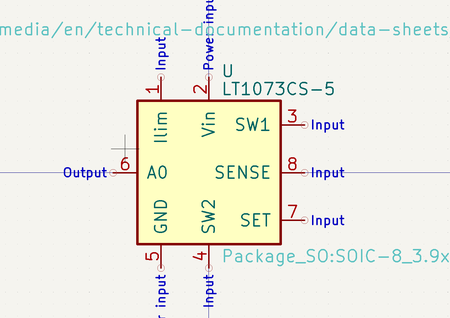 media/en/technical-documentation/data-sheets
Input
Power input
U
LT1073CS-5
1
2
Ilim
Vin
SW1
3
Input
Output
6
A0
SENSE
8
Input
GND
SW2
SET
7
Input
5
4
Package_SO:SOIC-8_3.9x
r input
Input